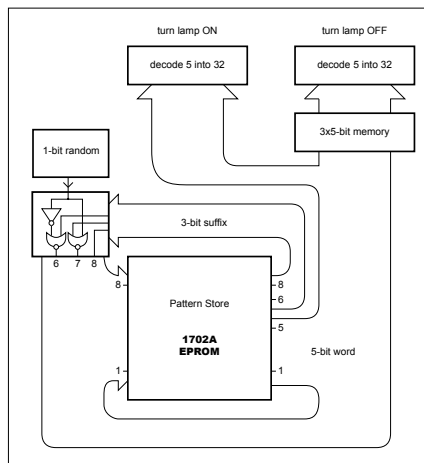 turn lamp ON
turn lamp OFF
decode 5 into 32
decode 5 into 32
3x5-bit memory
1-bit random
3-bit suffix
6 7 8
8
8
Pattern Store
6
1702A
EPROM
5
5-bit word
1
1